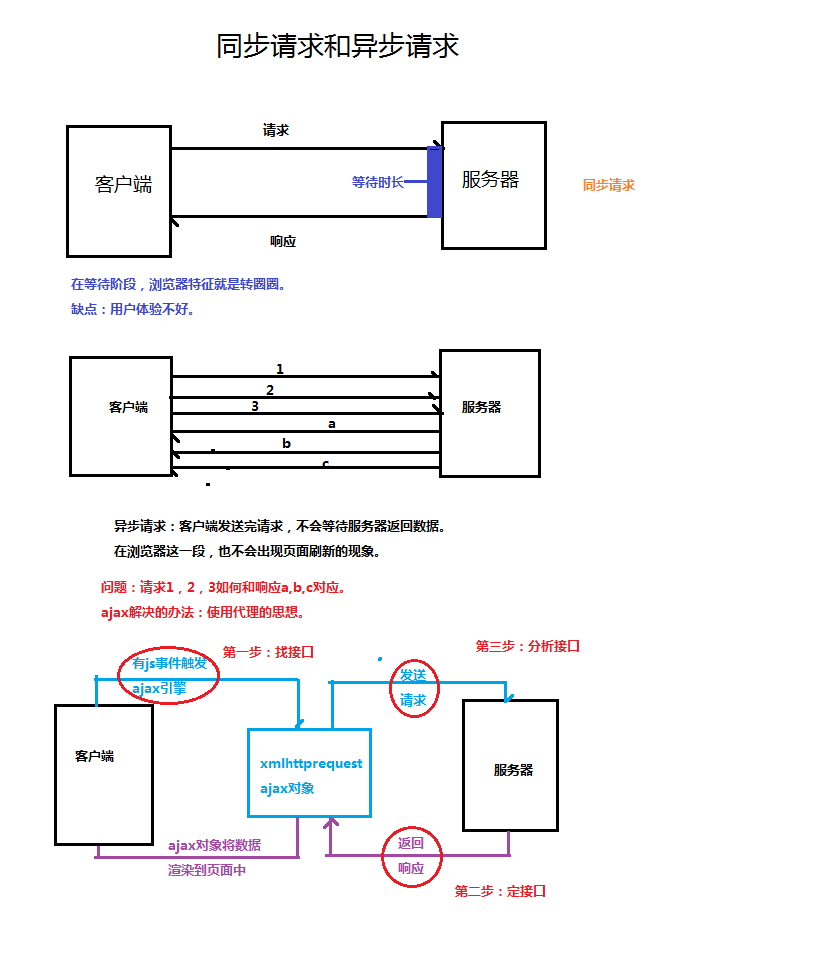 同步请求和异步请求
请求
客户端
等待时长
服务器
同步请求
响应
在等待阶段，浏览器特征就是转圈圈。
缺点：用户体验不好。
1
2
3
客户端
服务器
a
b
c
异步请求：客户端发送完请求，不会等待服务器返回数据。
在浏览器这一段，也不会出现页面刷新的现象。
问题：请求1，2，3如何和响应a,b,c对应。
ajax解决的办法：使用代理的思想。
第一步：找接口
第三步：分析接口
有js事件触发
ajax引擎
发送
请求
客户端
xmlhttprequest
ajax对象
服务器
ajax对象将数据
渲染到页面中
返回
响应
第二步：定接口